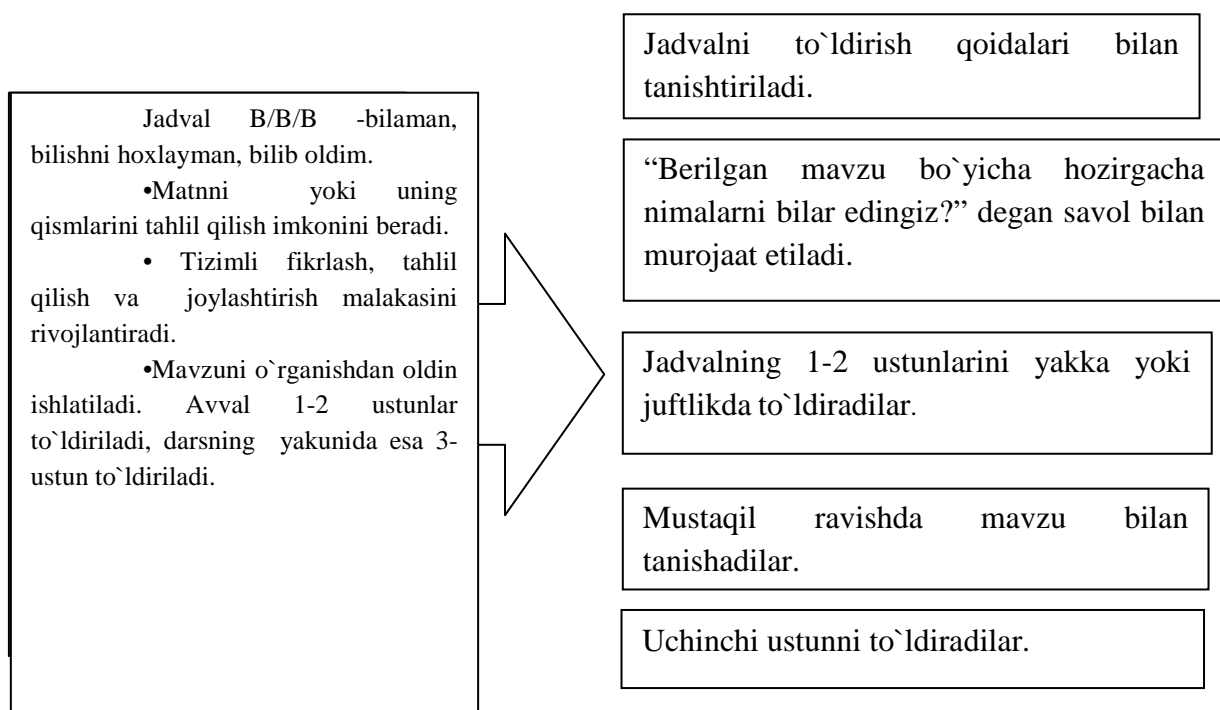 Jadval B/B/B -bilaman,
bilishni hoxlayman, bilib oldim.
•Matnni yoki uning
qismlarini tahlil qilish imkonini beradi.
• Tizimli fikrlash, tahlil
qilish va joylashtirish malakasini
rivojlantiradi.
•Mavzuni o`rganishdan oldin
ishlatiladi. Avval 1-2 ustunlar
to`ldiriladi, darsning yakunida esa 3-
ustun to`ldiriladi.
Jadvalni to`ldirish qoidalari bilan
tanishtiriladi.
“Berilgan mavzu bo`yicha hozirgacha
nimalarni bilar edingiz?” degan savol bilan
murojaat etiladi.
Jadvalning 1-2 ustunlarini yakka yoki
juftlikda to`ldiradilar.
Mustaqil ravishda mavzu bilan
tanishadilar.
Uchinchi ustunni to`ldiradilar.